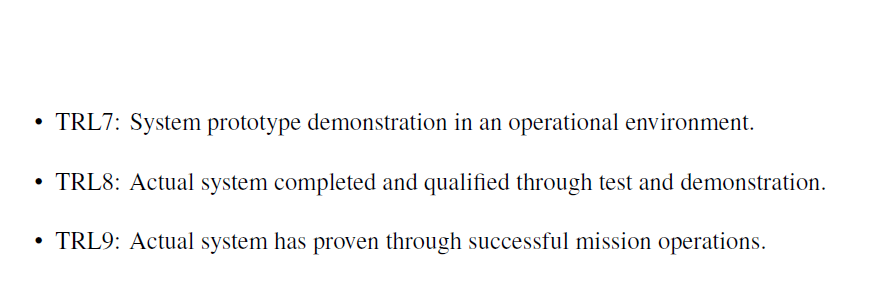 • TRL7: System prototype demonstration in an operational environment.
• TRL8: Actual system completed and qualified through test and demonstration.
• TRL9: Actual system has proven through successful mission operations.